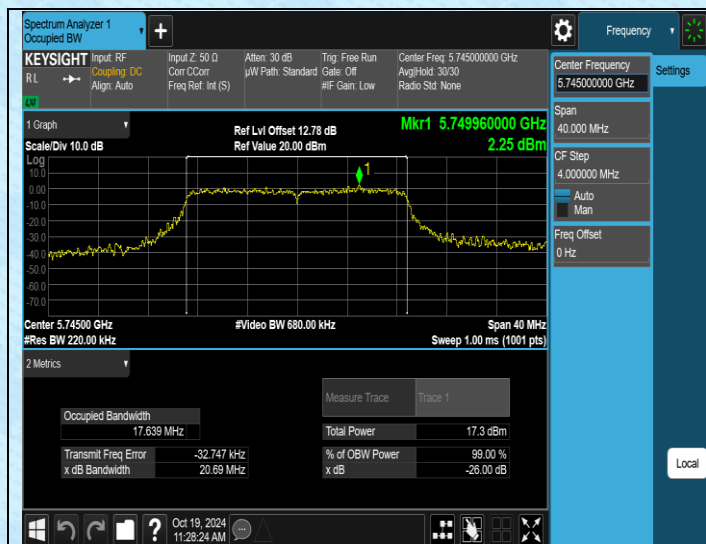 Spectrum Analyzer 1
Occupied BW
+
Frequency
KEYSIGHT
R L
LXI
Input: RF
Coupling: DC
Align: Auto
Input Z: 50 Ω
Corr CCorr
Freq Ref: Int (S)
Atten: 30 dB
µW Path: Standard
Trig: Free Run
Gate: Off
#IF Gain: Low
Center Freq: 5.745000000 GHz
Avg|Hold: 30/30
Radio Std: None
Center Frequency
5.745000000 GHz
Settings
Span
40.000 MHz
CF Step
4.000000 MHz
Auto
Man
Freq Offset
0 Hz
Local
1 Graph
Scale/Div 10.0 dB
Ref Lvl Offset 12.78 dB
Ref Value 20.00 dBm
Mkr1 5.749960000 GHz
2.25 dBm
Log
10.0
0.00
-10.0
-20.0
-30.0
-40.0
-50.0
-60.0
-70.0
1
Center 5.74500 GHz
#Res BW 220.00 kHz
#Video BW 680.00 kHz
Span 40 MHz
Sweep 1.00 ms (1001 pts)
2 Metrics
Measure Trace Trace 1
Occupied Bandwidth
17.639 MHz
Total Power 17.3 dBm
Transmit Freq Error -32.747 kHz
% of OBW Power 99.00 %
x dB Bandwidth 20.69 MHz
x dB -26.00 dB
?
Oct 19, 2024
11:28:24 AM